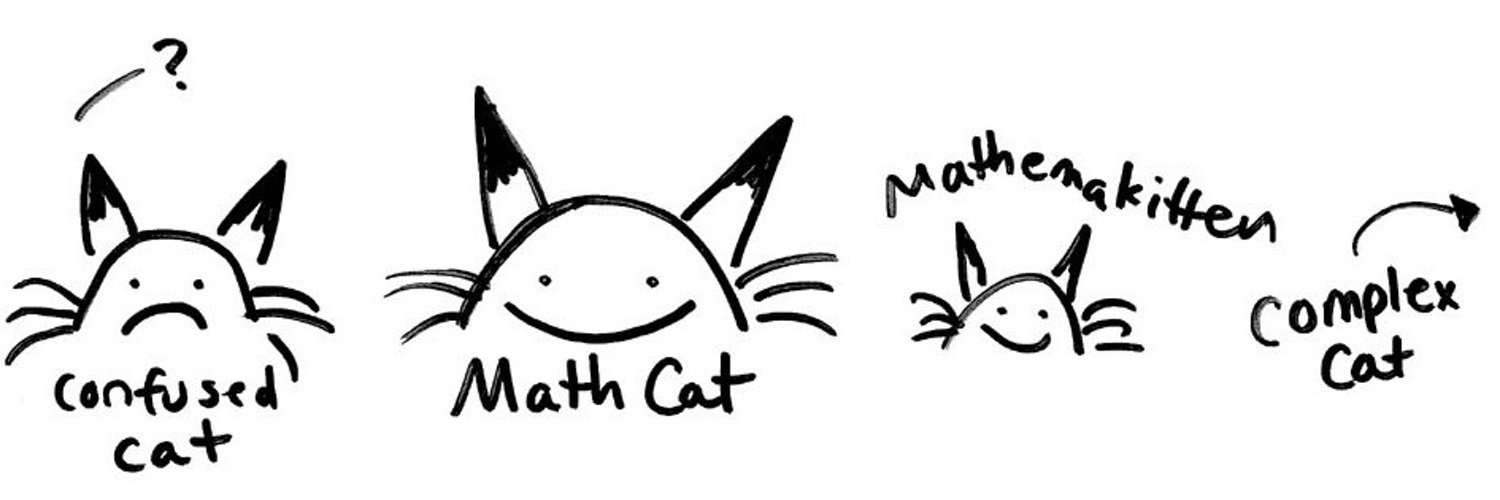 ?
confused
cat
Math Cat
Mathemakitten
Complex
Cat